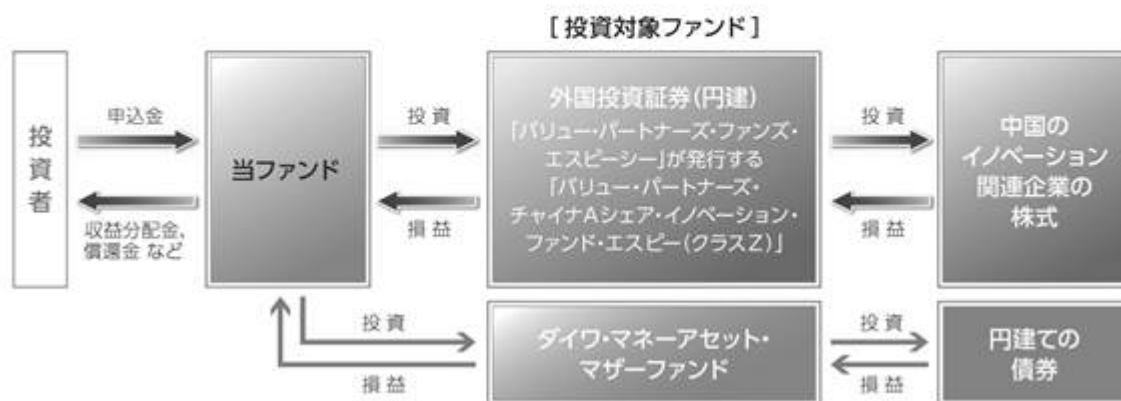 [投資対象ファンド]
投資者
申込金
収益分配金、
償還金 など
当ファンド
投資
損益
外国投資証券(円建)
「バリュー・パートナーズ・ファンズ・
エスピーシー」が発行する
「バリュー・パートナーズ・
チャイナAシェア・イノベーション・
ファンド・エスピー(クラスZ)」
投資
損益
中国の
イノベーション
関連企業の
株式
投資
損益
ダイワ・マネーアセット・
マザーファンド
投資
損益
円建ての
債券